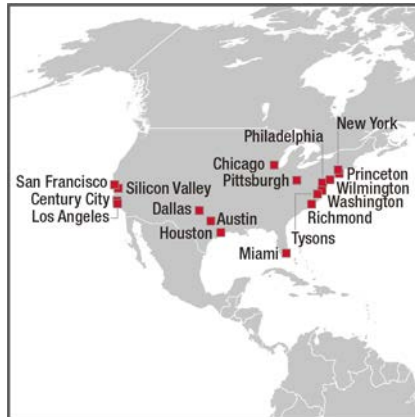 New York
Philadelphia
Chicago
Pittsburgh
Princeton
Wilmington
Washington
Richmond
Tysons
San Francisco
Silicon Valley
Century City
Los Angeles
Dallas
Austin
Houston
Miami